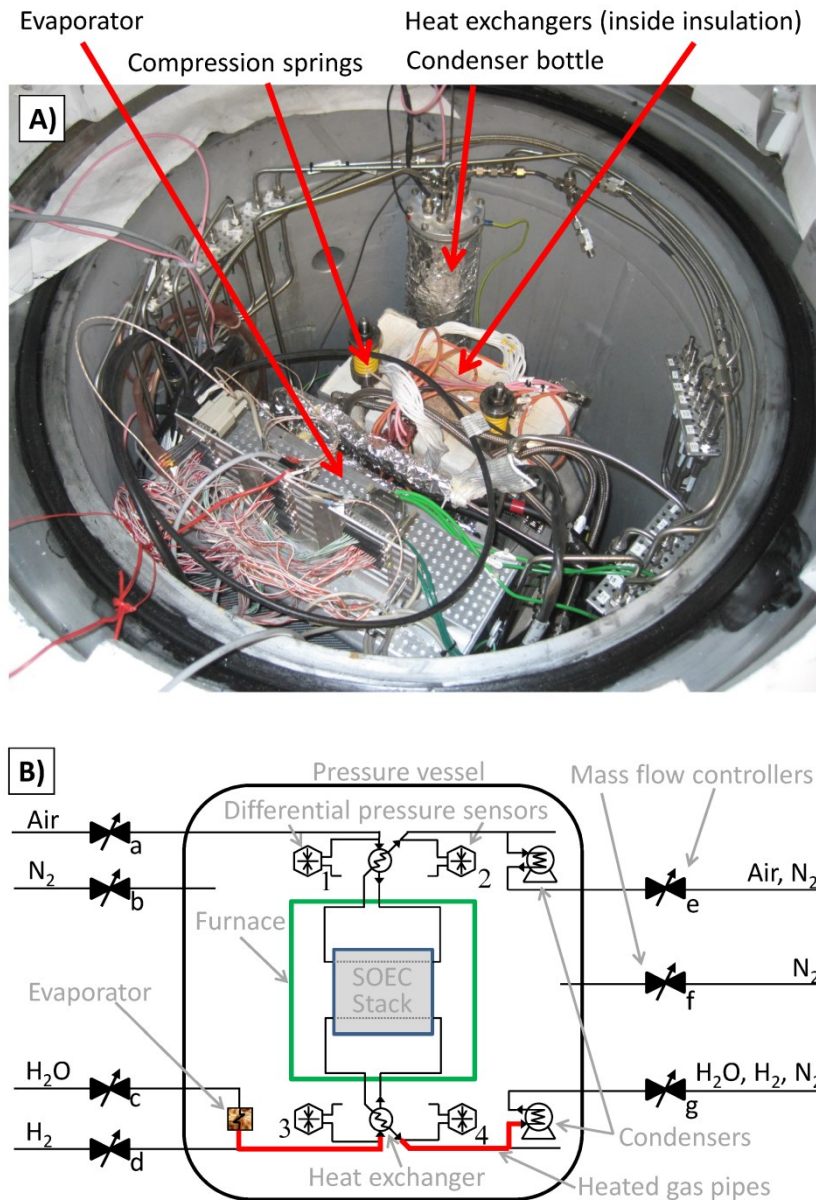 Evaporator
Heat exchangers (inside insulation)
Compression springs
Condenser bottle
A)
B)
Pressure vessel
Mass flow controllers
Differential pressure sensors
Air
a
1
2
N₂
b
e
Air, N₂
Furnace
SOEC
Stack
f
N₂
Evaporator
H₂O
c
H₂O, H₂, N₂
g
3
4
H₂
d
Condensers
Heat exchanger
Heated gas pipes